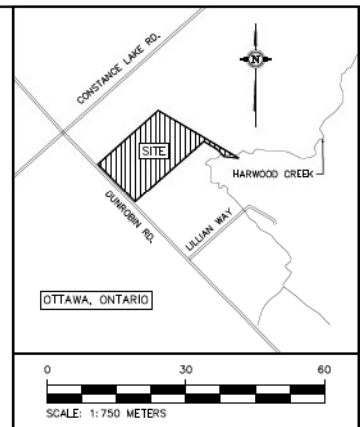 CONSTANCE LAKE RD.
N
SITE
HARWOOD CREEK
DUNROBIN RD.
LILLIAN WAY
OTTAWA, ONTARIO
0 30 60
SCALE: 1:750 METERS